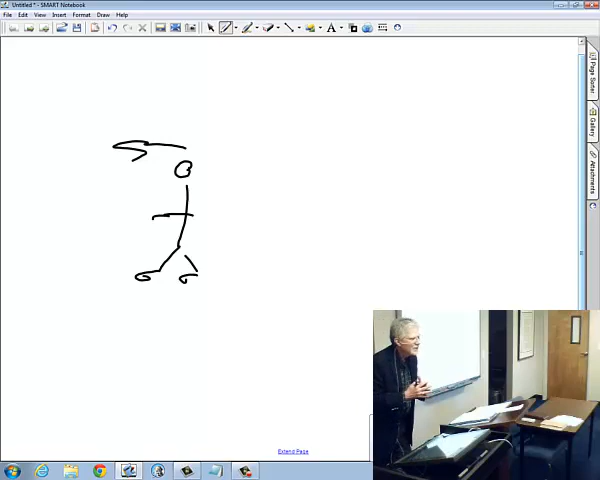 Untitled * - SMART Notebook
File Edit View Insert Format Draw Help
Page Sorter
Gallery
Attachments
Extend Page